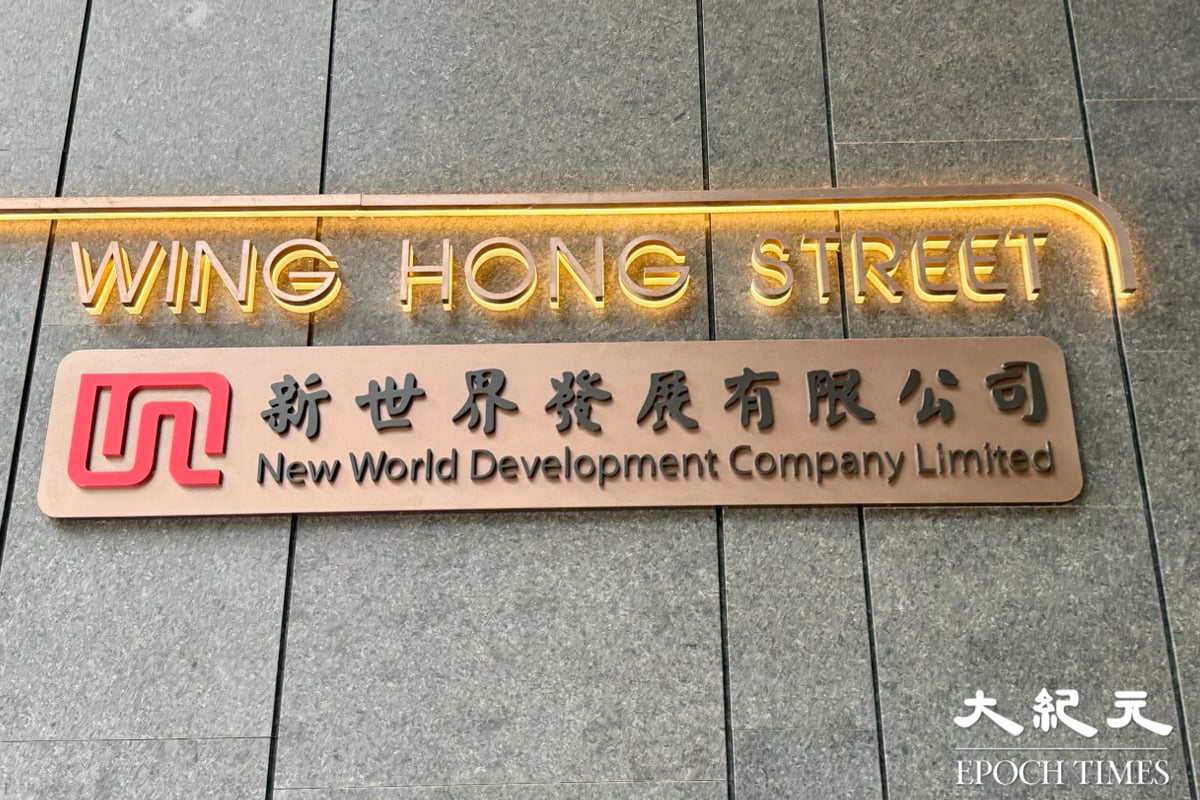 WING HONG STREET
新世界發展有限公司
New World Development Company Limited
大紀元
EPOCH TIMES